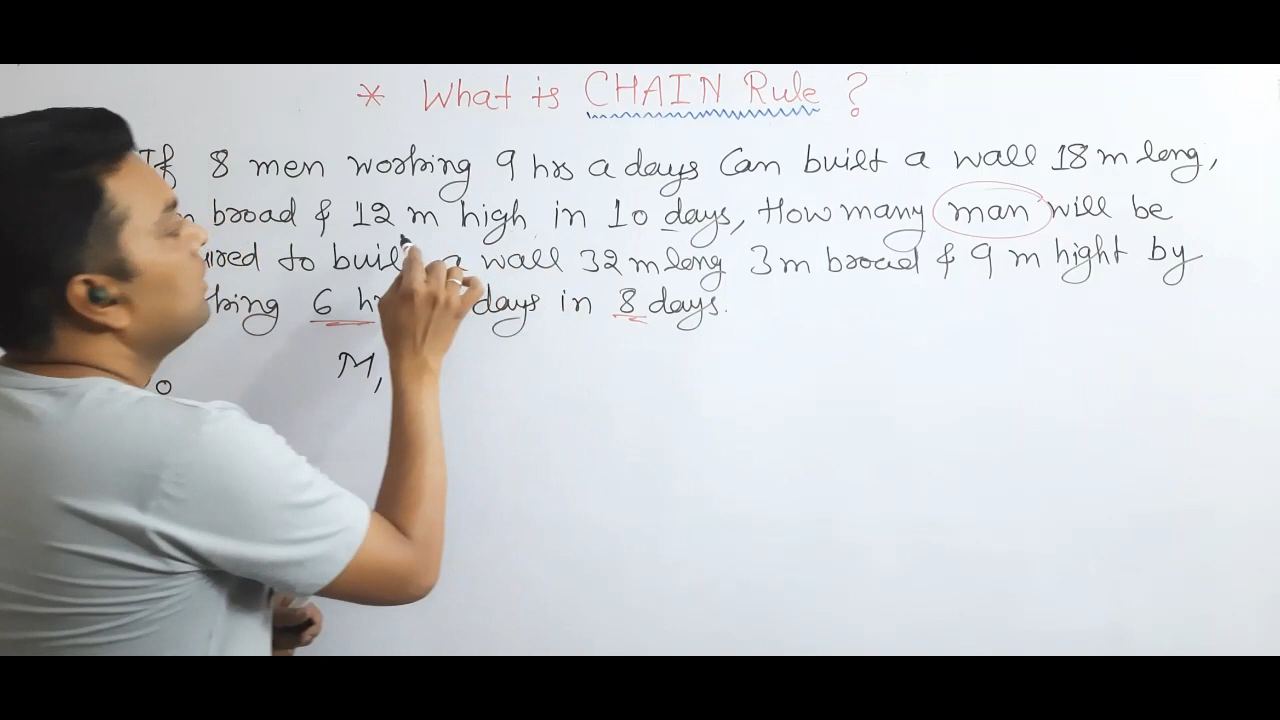 * What is CHAIN Rule ?
If 8 men working 9 hrs a days Can built a wall 18 m long,
broad & 12 m high in 10 days, How many man will be
to built a wall 32 m long 3 m broad & 9 m hight by
6 days in 8 days.
M,